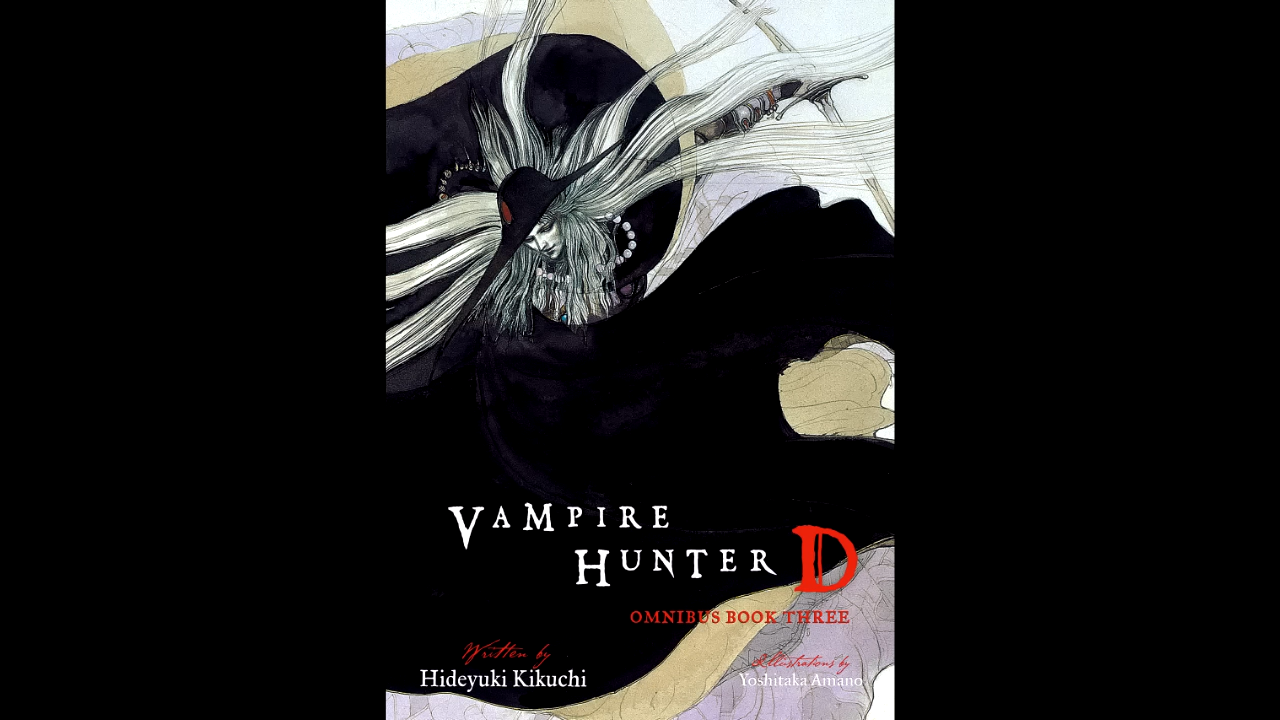 VAMPIRE
HUNTER D
OMNIBUS BOOK THREE
Written by
Hideyuki Kikuchi
Illustrations by
Yoshitaka Amano